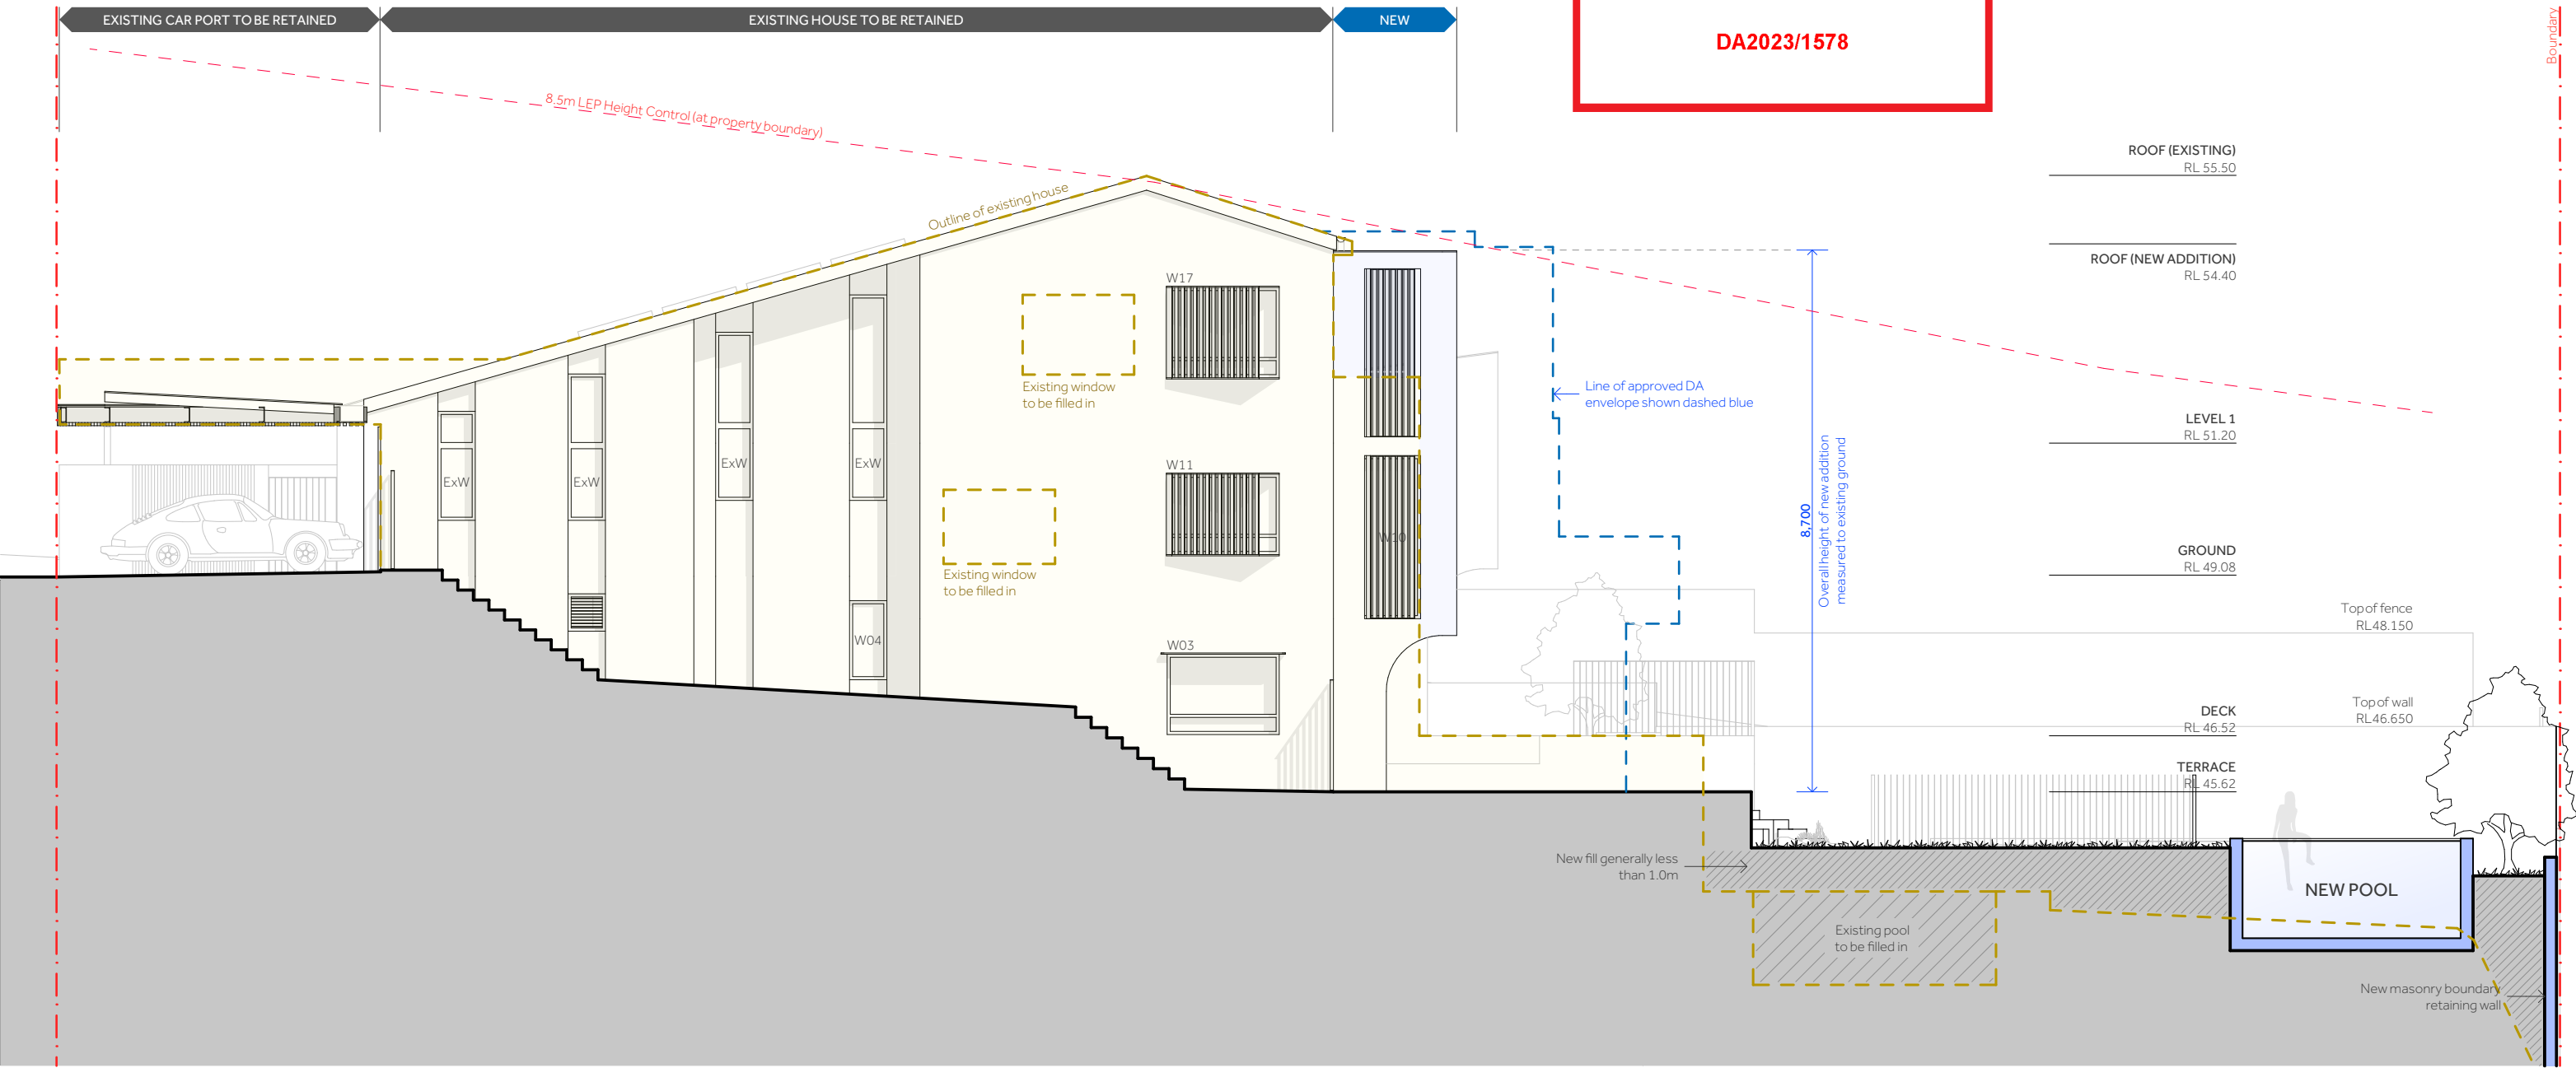 EXISTING CAR PORT TO BE RETAINED
EXISTING HOUSE TO BE RETAINED
NEW
DA2023/1578
Boundary
8.5m LEP Height Control (at property boundary)
ROOF (EXISTING)
RL 55.50
Outline of existing house
ROOF (NEW ADDITION)
RL 54.40
W17
Existing window
to be filled in
Line of approved DA
envelope shown dashed blue
LEVEL 1
RL 51.20
ExW
ExW
ExW
ExW
W11
W10
8,700
Overall height of new addition
measured to existing ground
GROUND
RL 49.08
Existing window
to be filled in
Top of fence
RL48.150
W04
W03
Top of wall
RL46.650
DECK
RL 46.52
TERRACE
RL 45.62
New fill generally less
than 1.0m
NEW POOL
Existing pool
to be filled in
New masonry boundary
retaining wall